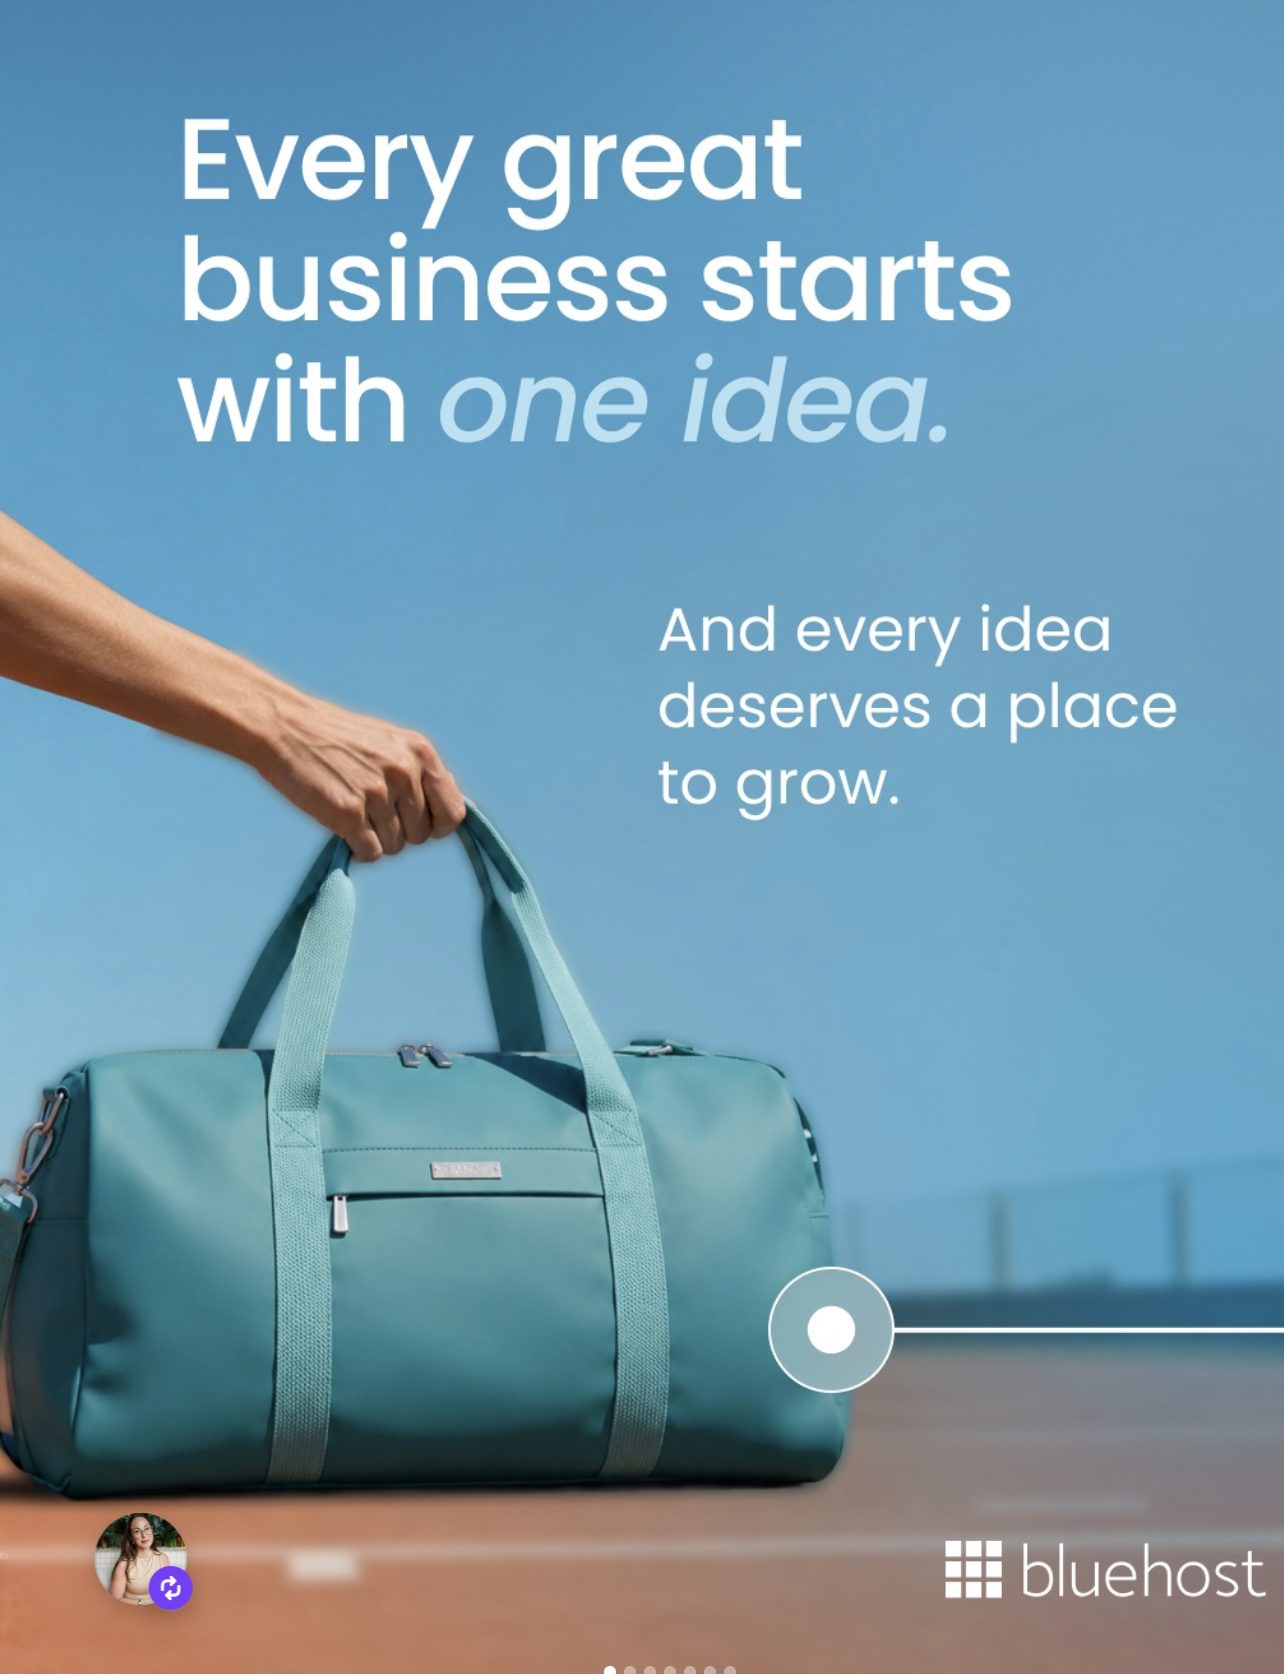 Every great
business starts
with one idea.
And every idea
deserves a place
to grow.
bluehost